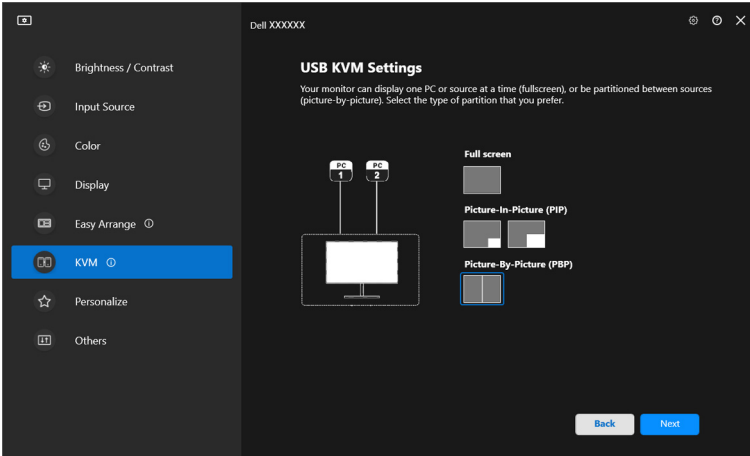 Dell XXXXXX
Brightness / Contrast
Input Source
Color
Display
Easy Arrange
KVM
Personalize
Others
USB KVM Settings
Your monitor can display one PC or source at a time (fullscreen), or be partitioned between sources
(picture-by-picture). Select the type of partition that you prefer.
PC
1
PC
2
Full screen
Picture-In-Picture (PIP)
Picture-By-Picture (PBP)
Back
Next